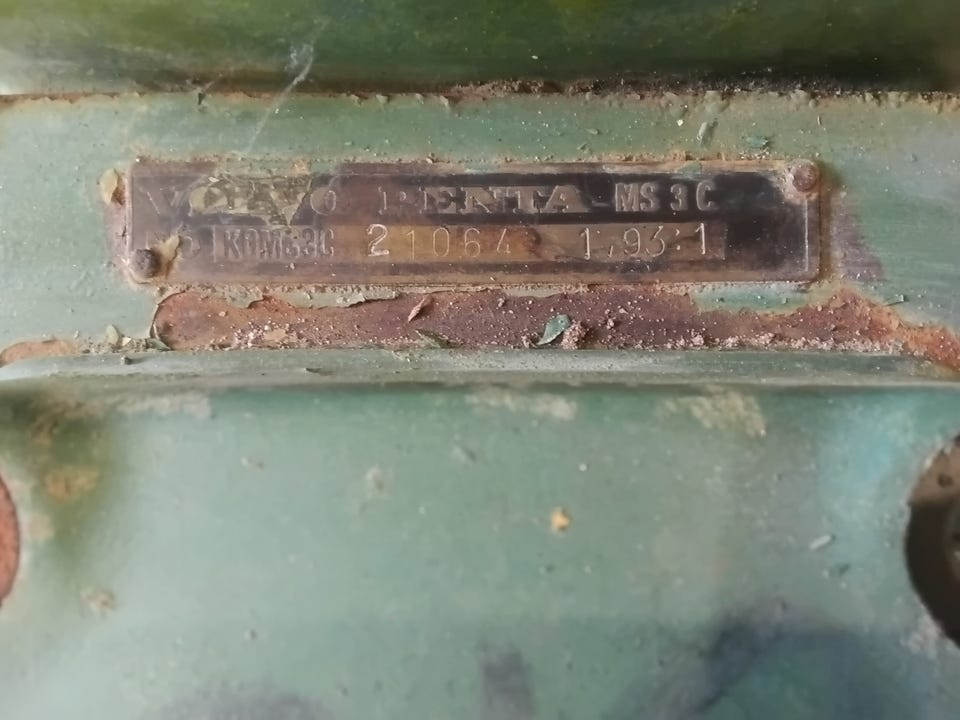 VOLVO PENTA-MS 3 C
KOMS3C 21064 1.93:1